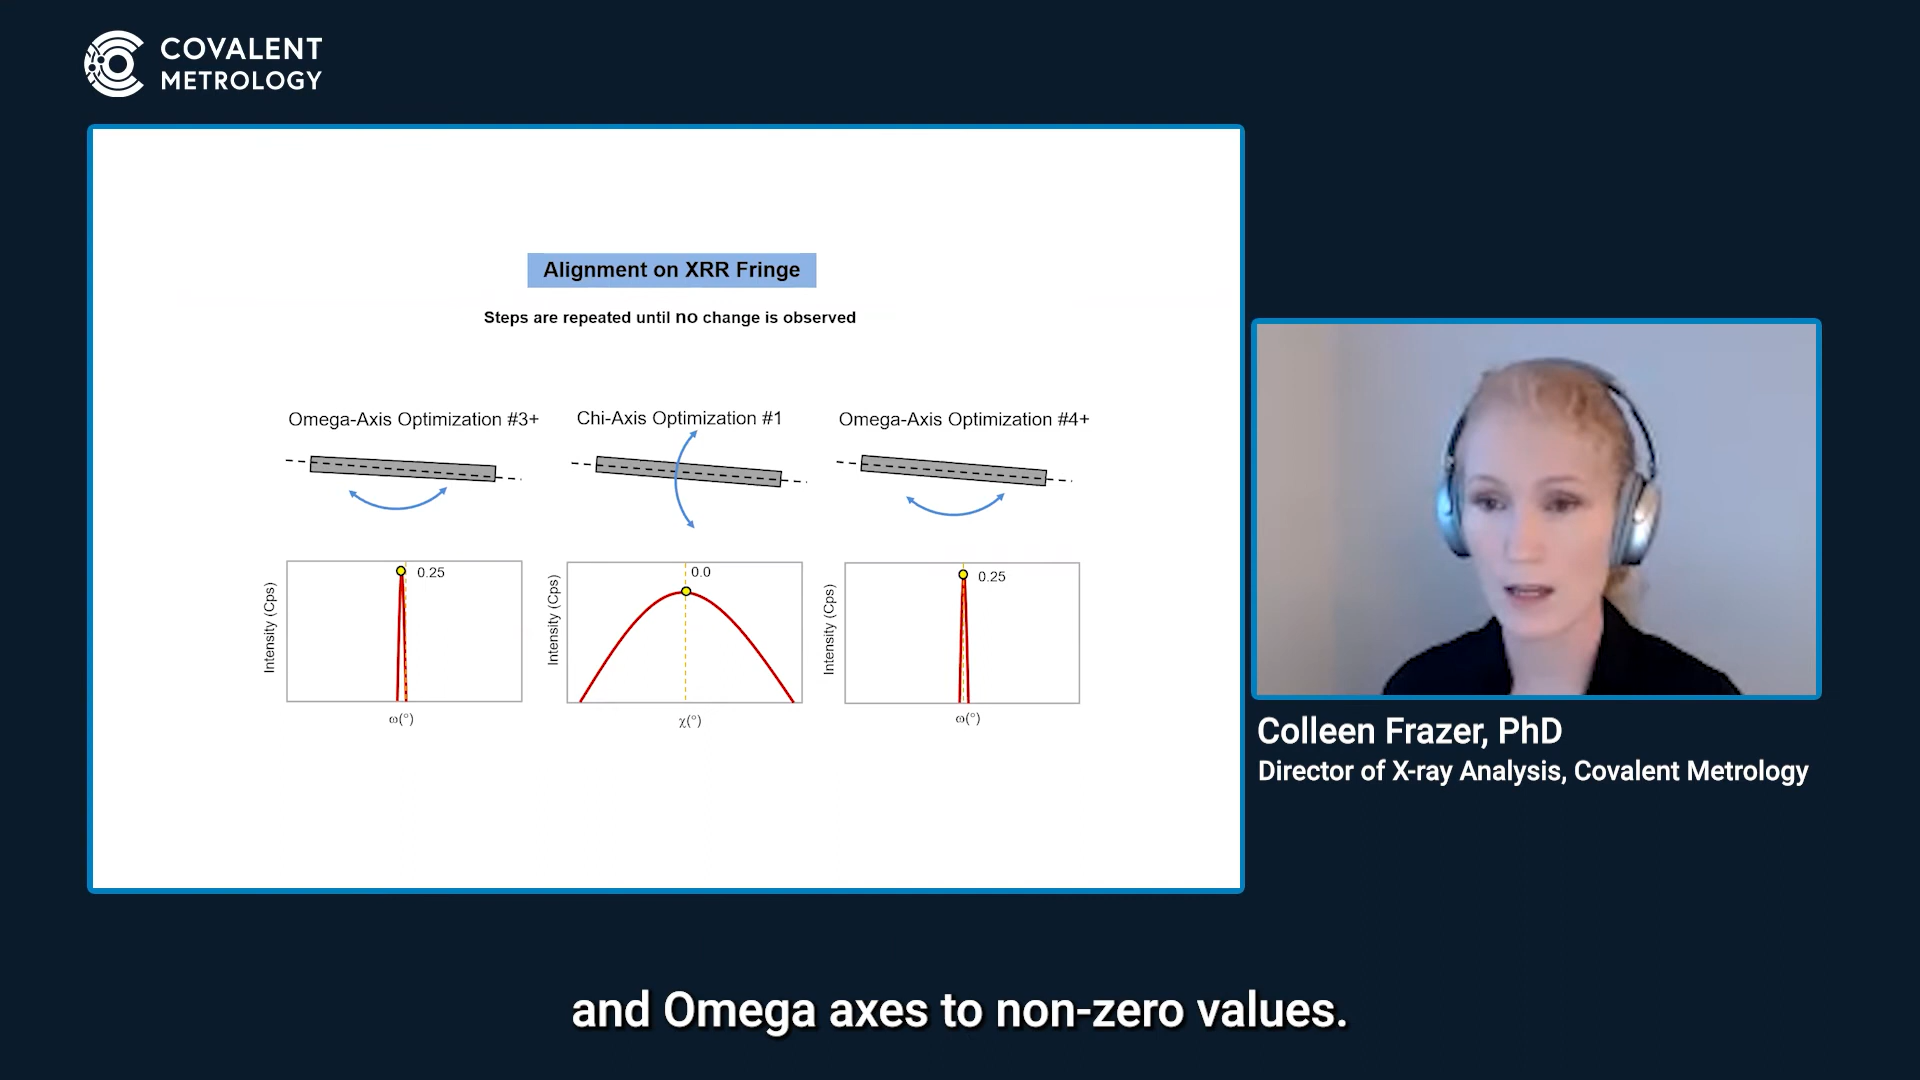 COVALENT
METROLOGY
Alignment on XRR Fringe
Steps are repeated until no change is observed
Omega-Axis Optimization #3+
Chi-Axis Optimization #1
Omega-Axis Optimization #4+
0.25
Intensity (Cps)
ω(°)
0.0
Intensity (Cps)
χ(°)
0.25
Intensity (Cps)
ω(°)
Colleen Frazer, PhD
Director of X-ray Analysis, Covalent Metrology
and Omega axes to non-zero values.